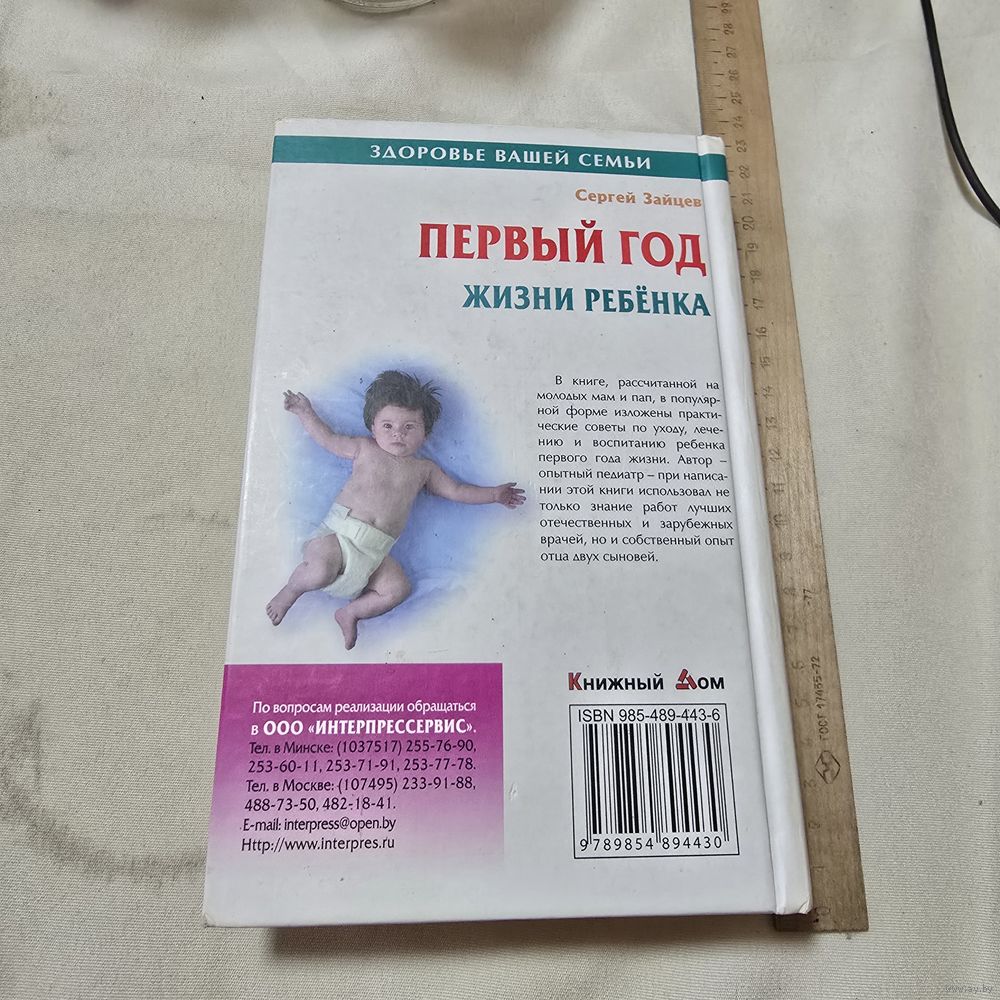 ЗДОРОВЬЕ ВАШЕЙ СЕМЬИ
Сергей Зайцев
ПЕРВЫЙ ГОД
ЖИЗНИ РЕБЁНКА
В книге, рассчитанной на
молодых мам и пап, в популяр-
ной форме изложены практи-
ческие советы по уходу, лече-
нию и воспитанию ребенка
первого года жизни. Автор –
опытный педиатр – при написа-
нии этой книги использовал не
только знание работ лучших
отечественных и зарубежных
врачей, но и собственный опыт
отца двух сыновей.
По вопросам реализации обращаться
в ООО «ИНТЕРПРЕССЕРВИС».
Тел. в Минске: (1037517) 255-76-90,
253-60-11, 253-71-91, 253-77-78.
Тел. в Москве: (107495) 233-91-88,
488-73-50, 482-18-41.
E-mail: interpress@open.by
Http://www.interpres.ru
Книжный Дом
ISBN 985-489-443-6
9 789854 894430
ГОСТ 17435-72